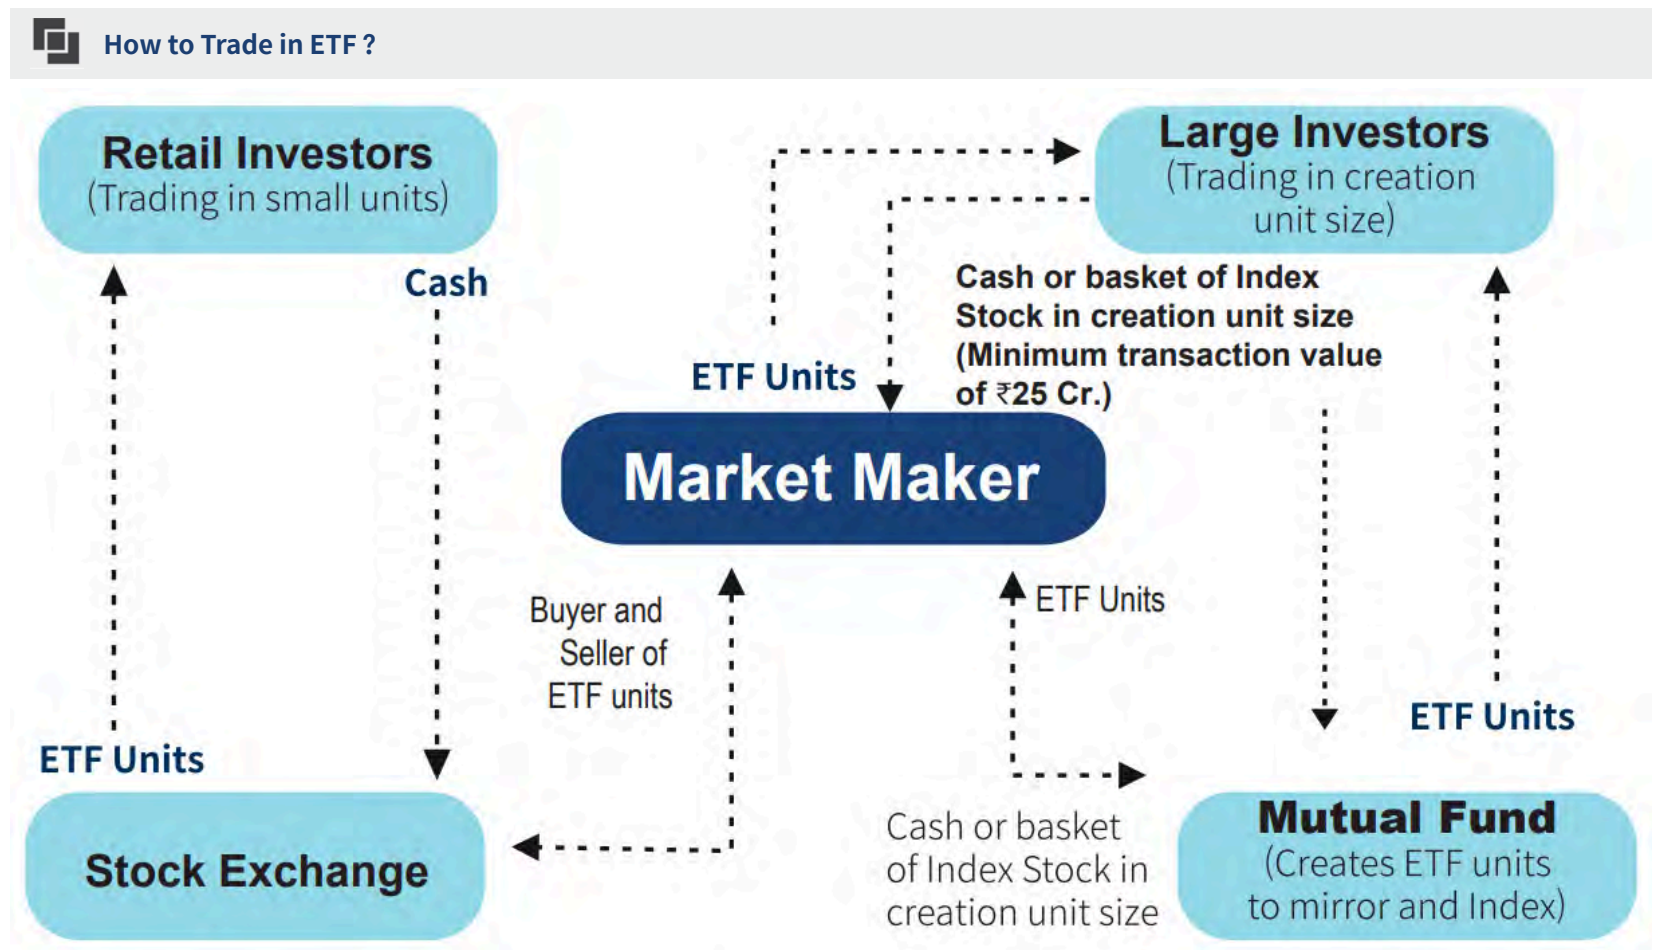 How to Trade in ETF ?
Retail Investors
(Trading in small units)
Large Investors
(Trading in creation
unit size)
Cash
Cash or basket of Index
Stock in creation unit size
(Minimum transaction value
of ₹25 Cr.)
ETF Units
Market Maker
Buyer and
Seller of
ETF units
ETF Units
ETF Units
ETF Units
Stock Exchange
Cash or basket
of Index Stock in
creation unit size
Mutual Fund
(Creates ETF units
to mirror and Index)